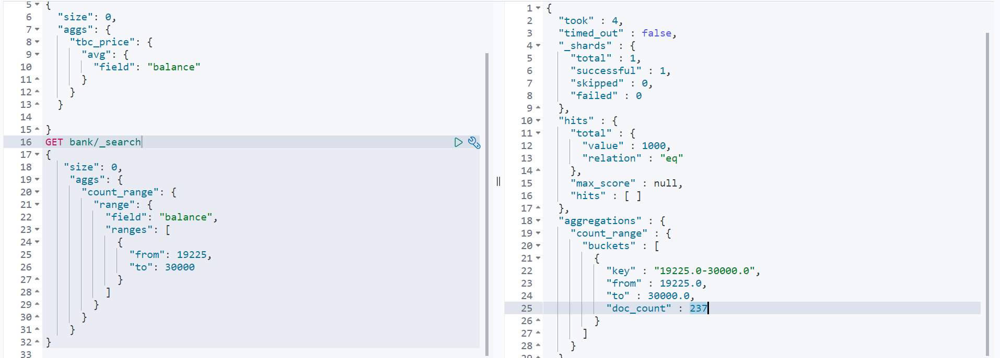 5 {
6 "size": 0,
7 "aggs": {
8 "tbc_price": {
9 "avg": {
10 "field": "balance"
11 }
12 }
13 }
14
15 }
16 GET bank/_search
17 {
18 "size": 0,
19 "aggs": {
20 "count_range": {
21 "range": {
22 "field": "balance",
23 "ranges": [
24 {
25 "from": 19225,
26 "to": 30000
27 }
28 ]
29 }
30 }
31 }
32 }
33
1 {
2 "took" : 4,
3 "timed_out" : false,
4 "_shards" : {
5 "total" : 1,
6 "successful" : 1,
7 "skipped" : 0,
8 "failed" : 0
9 },
10 "hits" : {
11 "total" : {
12 "value" : 1000,
13 "relation" : "eq"
14 },
15 "max_score" : null,
16 "hits" : [ ]
17 },
18 "aggregations" : {
19 "count_range" : {
20 "buckets" : [
21 {
22 "key" : "19225.0-30000.0",
23 "from" : 19225.0,
24 "to" : 30000.0,
25 "doc_count" : 237
26 }
27 ]
28 }
29 }